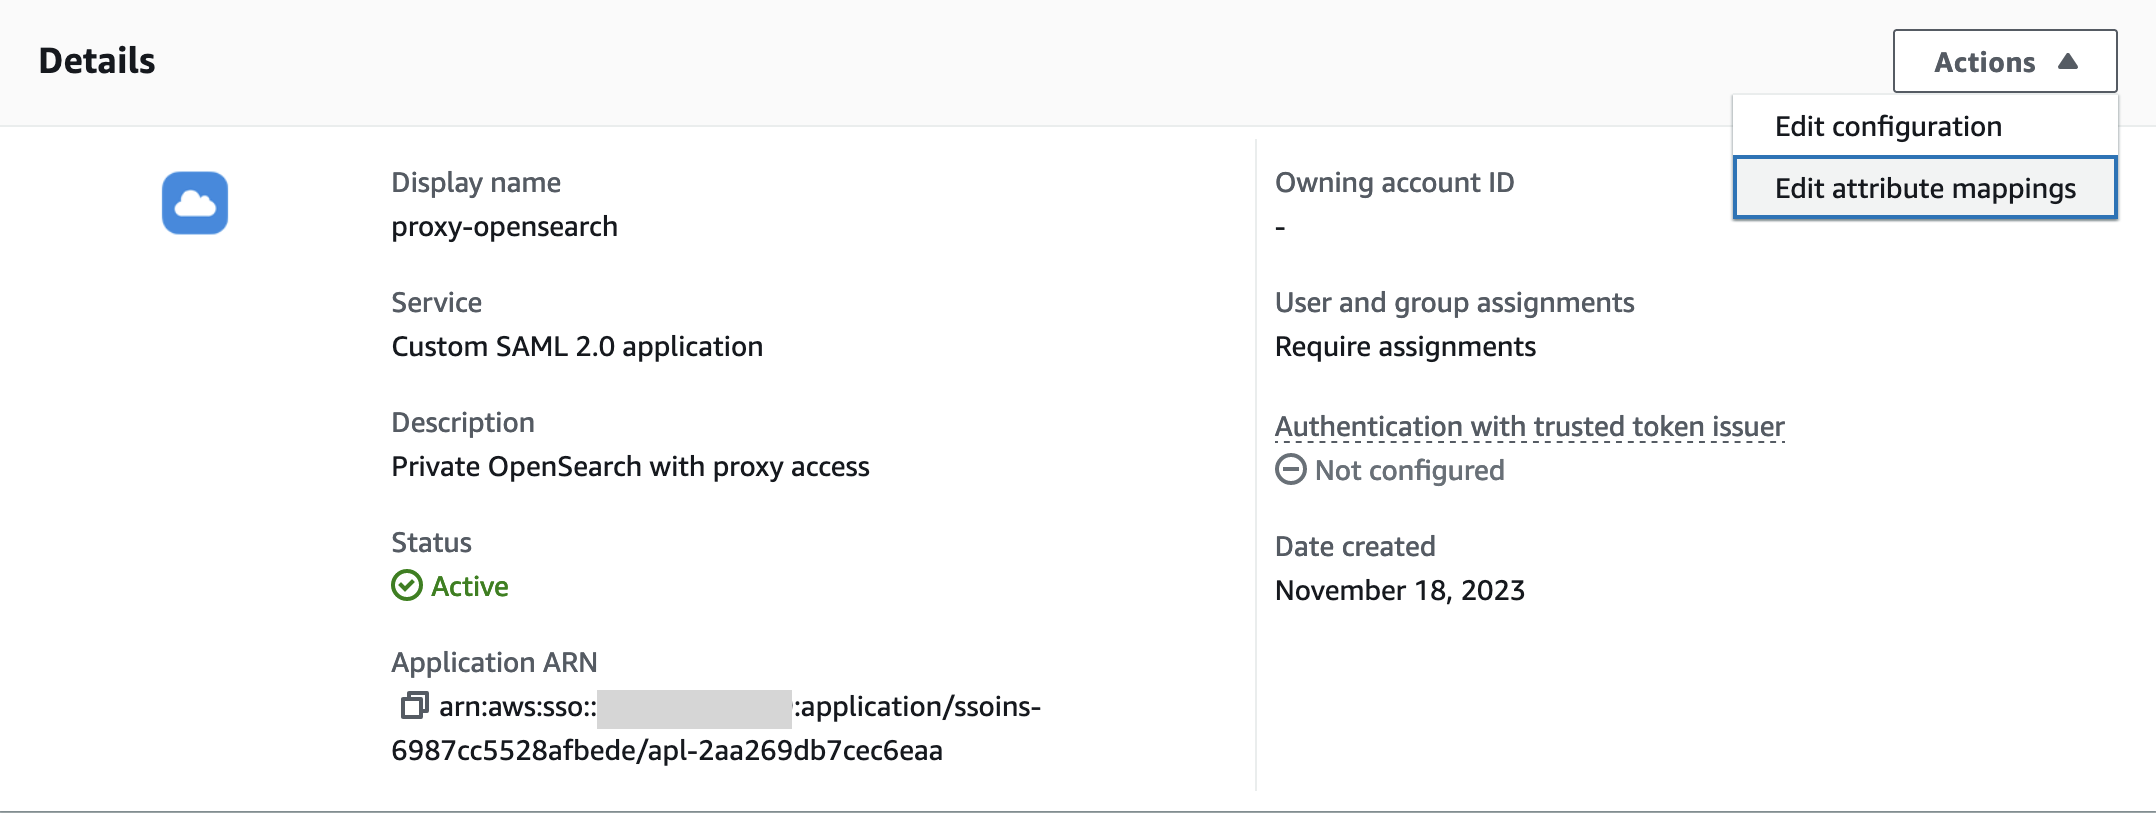 Details
Actions
Edit configuration
Edit attribute mappings
Display name
proxy-opensearch
Service
Custom SAML 2.0 application
Description
Private OpenSearch with proxy access
Status
Active
Application ARN
arn:aws:sso:: :application/ssoins-
6987cc5528afbede/apl-2aa269db7cec6eaa
Owning account ID
-
User and group assignments
Require assignments
Authentication with trusted token issuer
Not configured
Date created
November 18, 2023